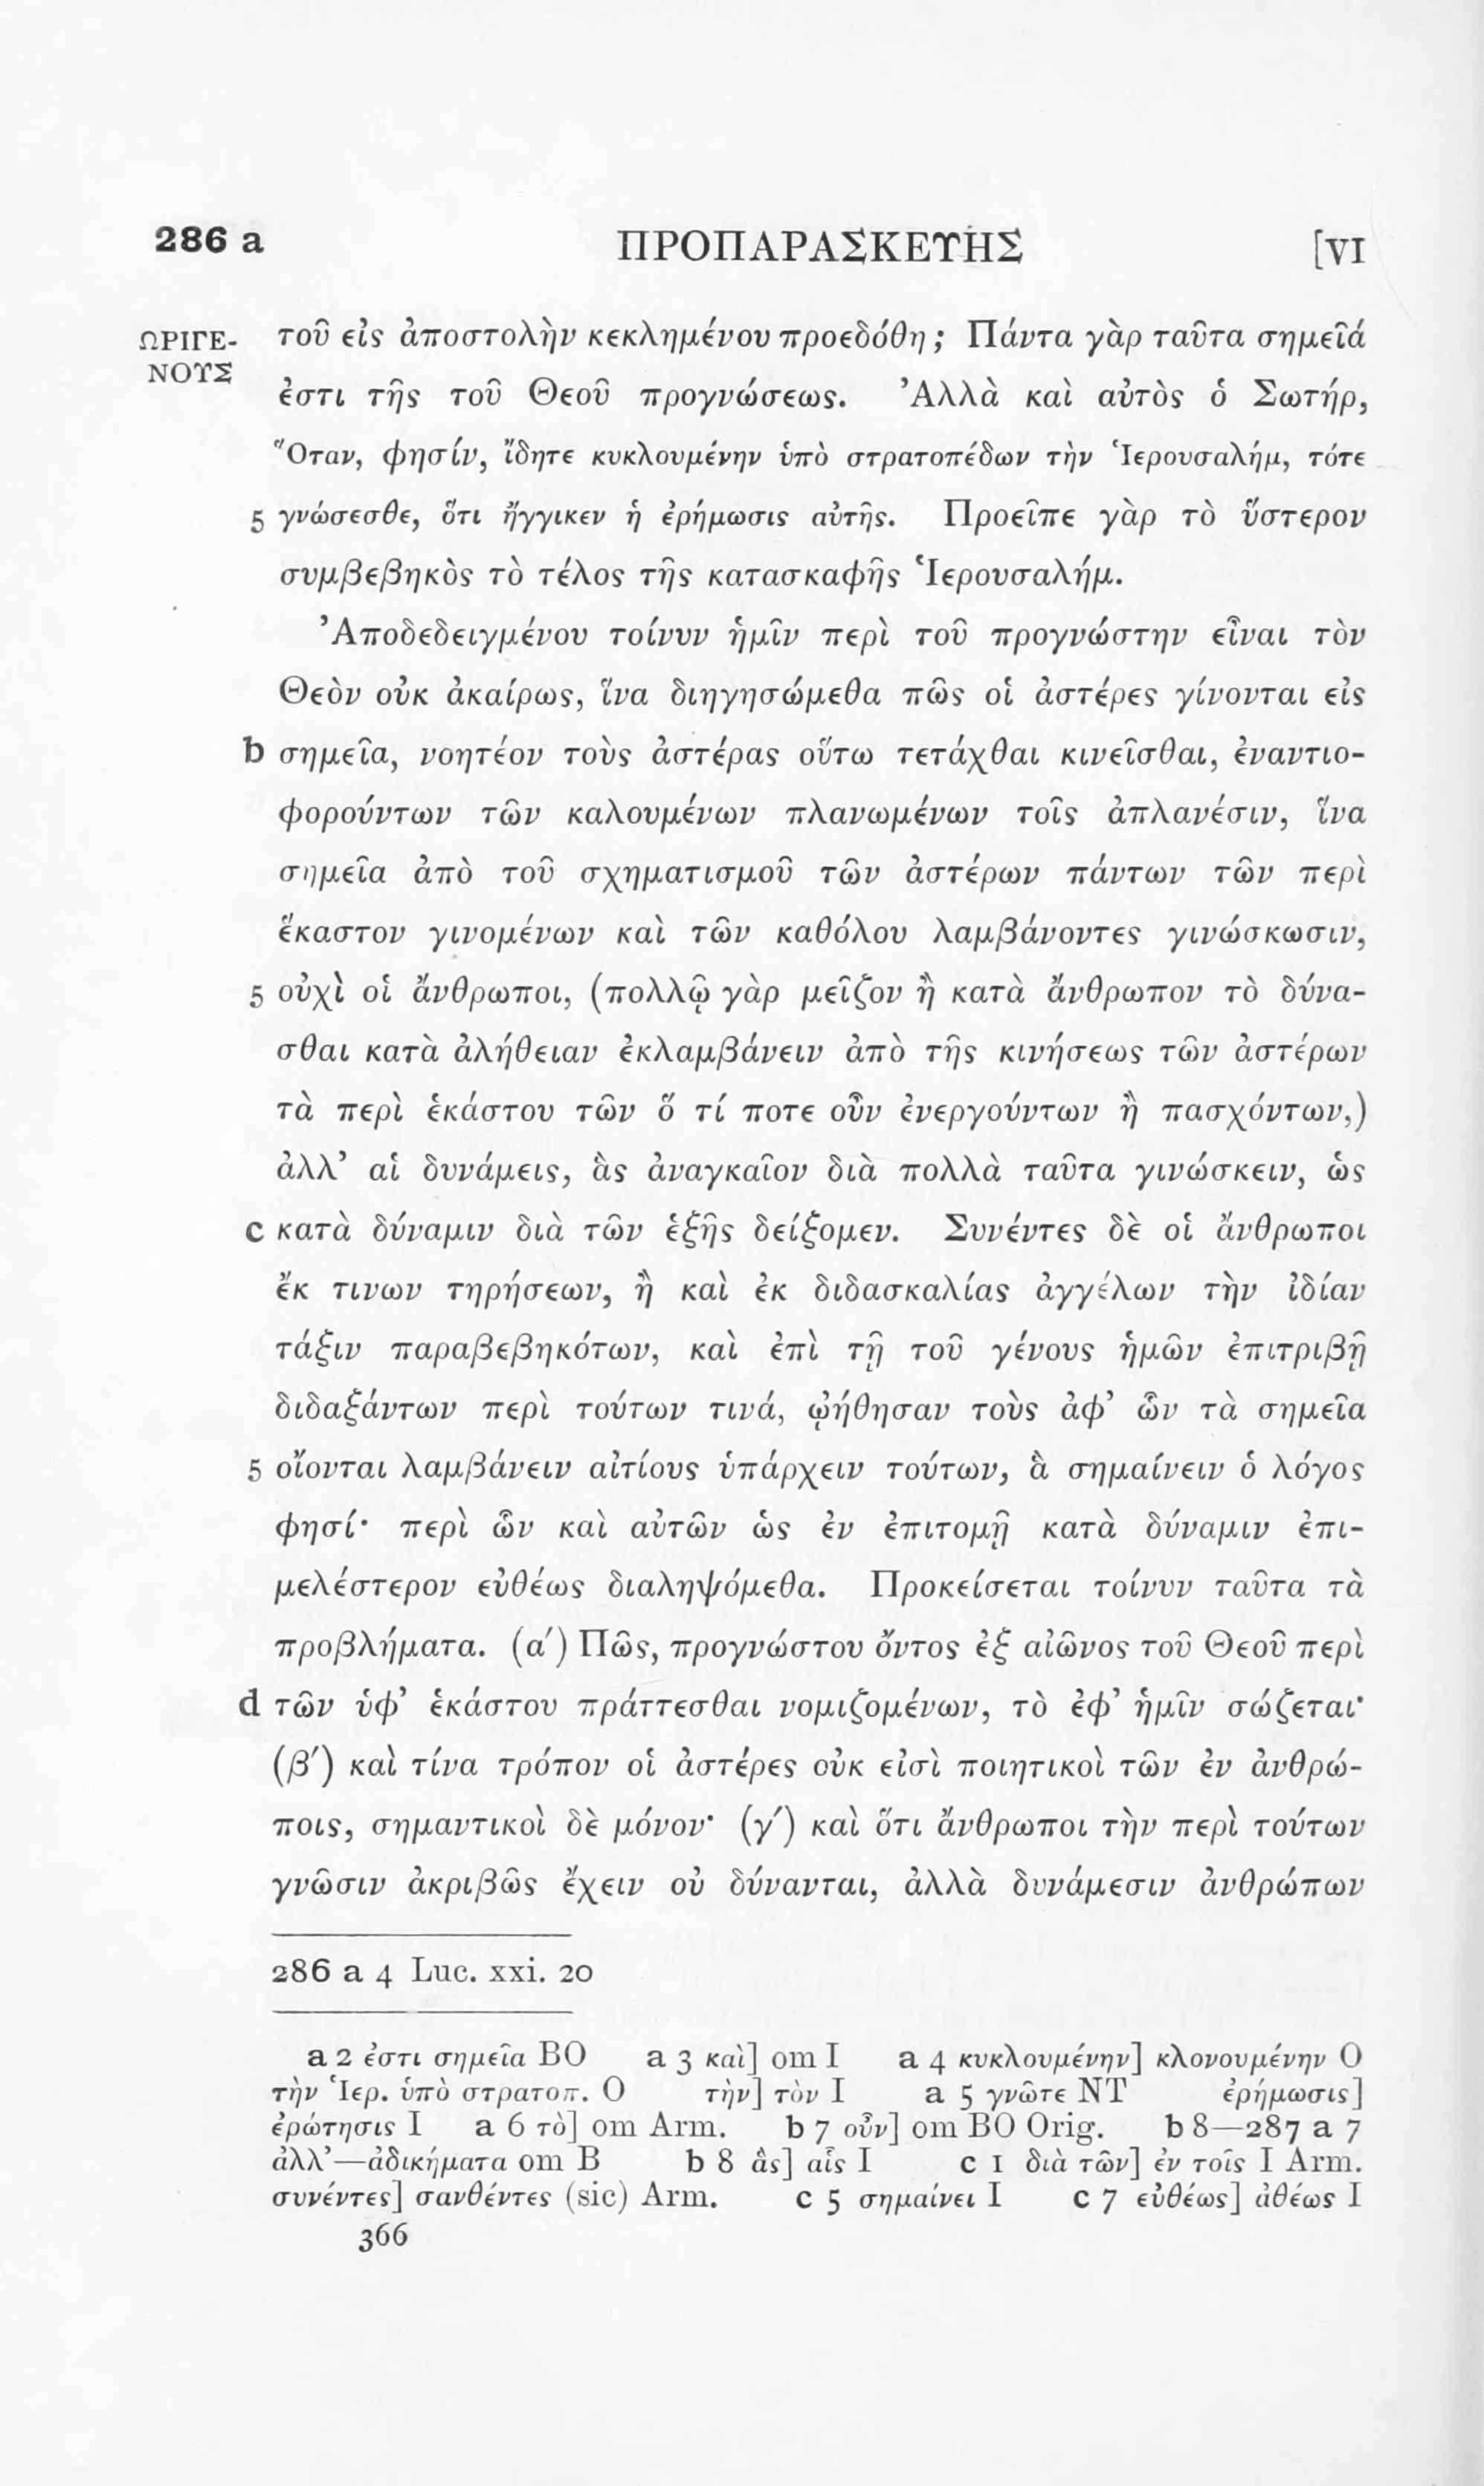 286 a ΠΡΟΠΑΡΑΣΚΕΥΗΣ [VI
ΩΡΙΓΕ- τοῦ εἰς ἀποστολὴν κεκλημένου προεδόθη; Πάντα γὰρ ταῦτα σημεῖά
ΝΟΥΣ ἐστι τῆς τοῦ Θεοῦ προγνώσεως. Ἀλλὰ καὶ αὐτὸς ὁ Σωτήρ,
Ὅταν, φησίν, ἴδητε κυκλουμένην ὑπὸ στρατοπέδων τὴν Ἱερουσαλήμ, τότε
5 γνώσεσθε, ὅτι ἤγγικεν ἡ ἐρήμωσις αὐτῆς. Προεῖπε γὰρ τὸ ὕστερον
συμβεβηκὸς τὸ τέλος τῆς κατασκαφῆς Ἱερουσαλήμ.
Ἀποδεδειγμένου τοίνυν ἡμῖν περὶ τοῦ προγνώστην εἶναι τὸν
Θεὸν οὐκ ἀκαίρως, ἵνα διηγησώμεθα πῶς οἱ ἀστέρες γίνονται εἰς
b σημεῖα, νοητέον τοὺς ἀστέρας οὕτω τετάχθαι κινεῖσθαι, ἐναντιο-
φορούντων τῶν καλουμένων πλανωμένων τοῖς ἀπλανέσιν, ἵνα
σημεῖα ἀπὸ τοῦ σχηματισμοῦ τῶν ἀστέρων πάντων τῶν περὶ
ἕκαστον γινομένων καὶ τῶν καθόλου λαμβάνοντες γινώσκωσιν,
5 οὐχὶ οἱ ἄνθρωποι, (πολλῷ γὰρ μεῖζον ἢ κατὰ ἄνθρωπον τὸ δύνα-
σθαι κατὰ ἀλήθειαν ἐκλαμβάνειν ἀπὸ τῆς κινήσεως τῶν ἀστέρων
τὰ περὶ ἑκάστου τῶν ὅ τί ποτε οὖν ἐνεργούντων ἢ πασχόντων,)
ἀλλ’ αἱ δυνάμεις, ἃς ἀναγκαῖον διὰ πολλὰ ταῦτα γινώσκειν, ὡς
c κατὰ δύναμιν διὰ τῶν ἑξῆς δείξομεν. Συνέντες δὲ οἱ ἄνθρωποι
ἔκ τινων τηρήσεων, ἢ καὶ ἐκ διδασκαλίας ἀγγέλων τὴν ἰδίαν
τάξιν παραβεβηκότων, καὶ ἐπὶ τῇ τοῦ γένους ἡμῶν ἐπιτριβῇ
διδαξάντων περὶ τούτων τινά, ᾠήθησαν τοὺς ἀφ’ ὧν τὰ σημεῖα
5 οἴονται λαμβάνειν αἰτίους ὑπάρχειν τούτων, ἃ σημαίνειν ὁ λόγος
φησί· περὶ ὧν καὶ αὐτῶν ὡς ἐν ἐπιτομῇ κατὰ δύναμιν ἐπι-
μελέστερον εὐθέως διαληψόμεθα. Προκείσεται τοίνυν ταῦτα τὰ
προβλήματα. (α′) Πῶς, προγνώστου ὄντος ἐξ αἰῶνος τοῦ Θεοῦ περὶ
d τῶν ὑφ’ ἑκάστου πράττεσθαι νομιζομένων, τὸ ἐφ’ ἡμῖν σώζεται·
(β′) καὶ τίνα τρόπον οἱ ἀστέρες οὐκ εἰσὶ ποιητικοὶ τῶν ἐν ἀνθρώ-
ποις, σημαντικοὶ δὲ μόνον· (γ′) καὶ ὅτι ἄνθρωποι τὴν περὶ τούτων
γνῶσιν ἀκριβῶς ἔχειν οὐ δύνανται, ἀλλὰ δυνάμεσιν ἀνθρώπων
286 a 4 Luc. xxi. 20
a 2 ἐστι σημεῖα BO a 3 καὶ] om I a 4 κυκλουμένην] κλονουμένην O
τὴν Ἱερ. ὑπὸ στρατοπ. O τὴν] τὸν I a 5 γνῶτε NT ἐρήμωσις]
ἐρώτησις I a 6 τὸ] om Arm. b 7 οὖν] om BO Orig. b 8—287 a 7
ἀλλ’—ἀδικήματα om B b 8 ἃς] αἷς I c 1 διὰ τῶν] ἐν τοῖς I Arm.
συνέντες] σανθέντες (sic) Arm. c 5 σημαίνει I c 7 εὐθέως] ἀθέως I
366